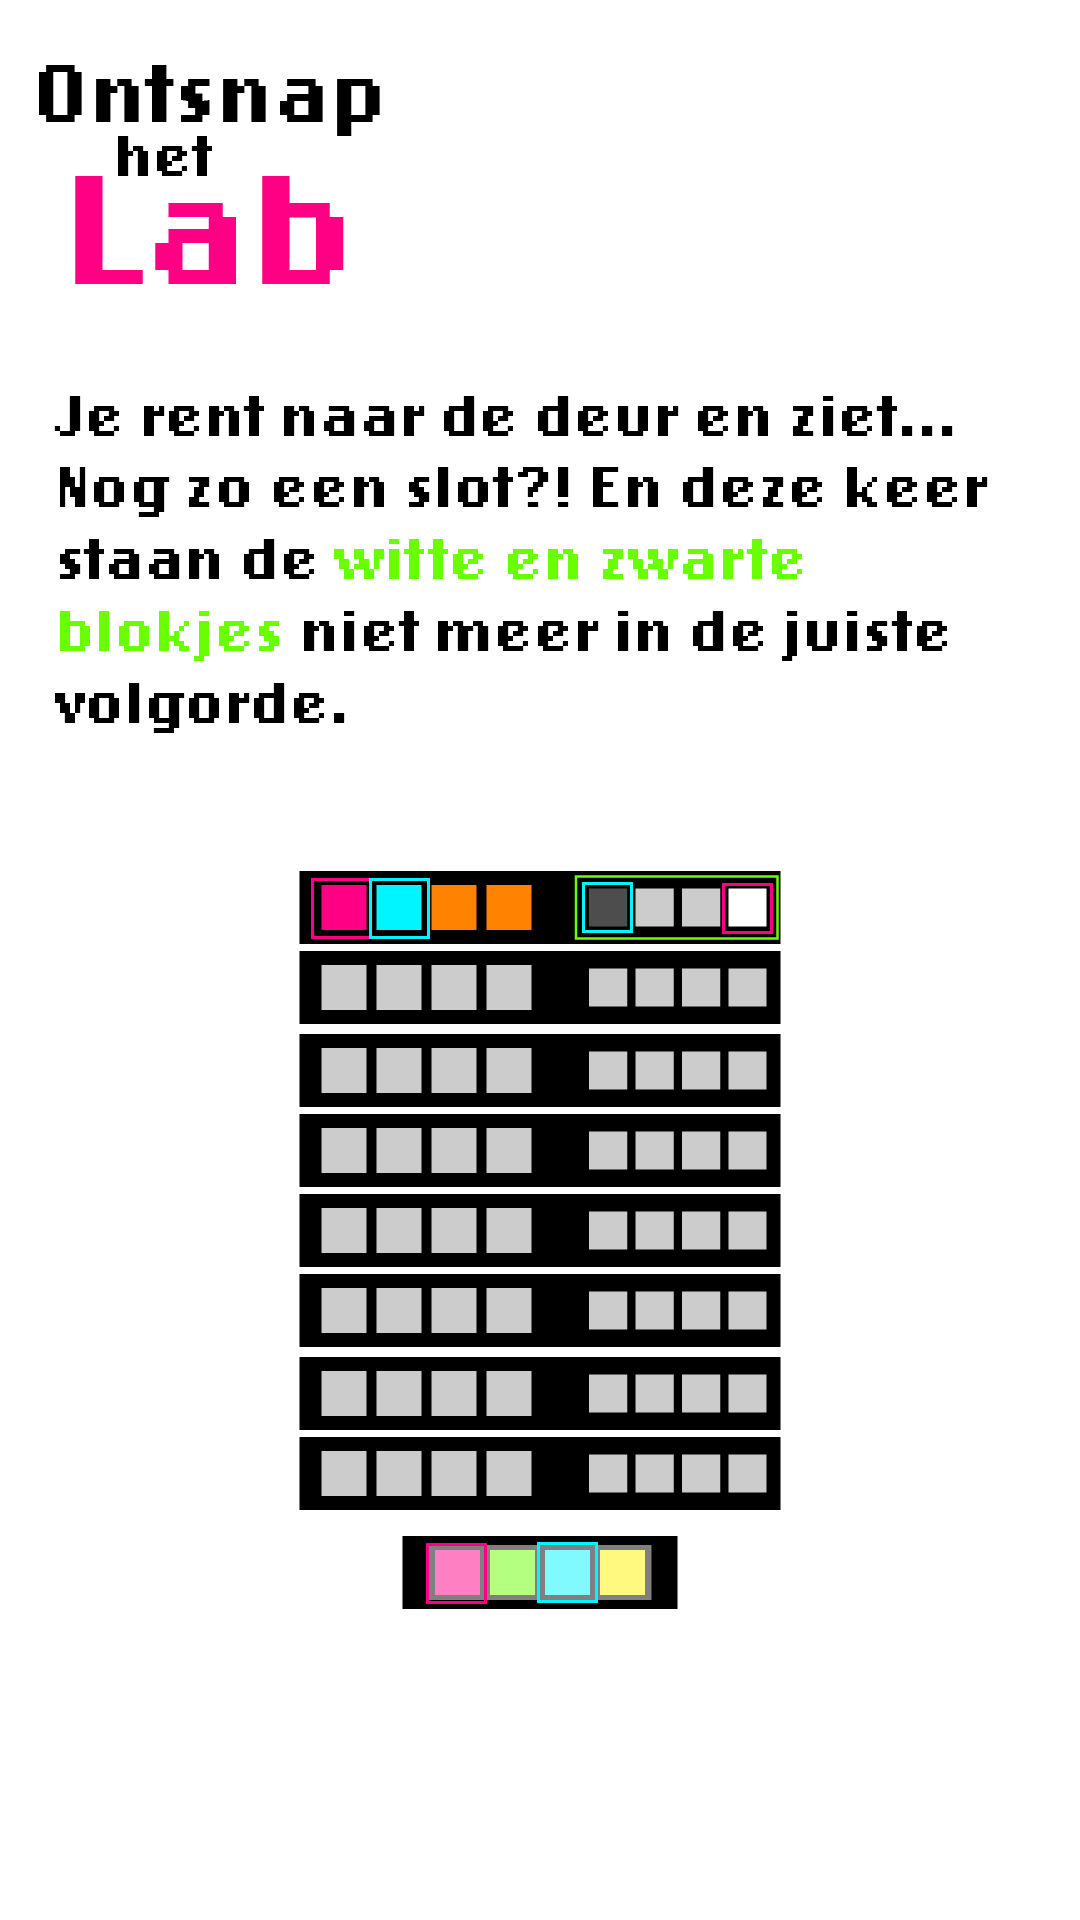 Ontsnap
het
Lab
Je rent naar de deur en ziet...
Nog zo een slot?! En deze keer
staan de witte en zwarte
blokjes niet meer in de juiste
volgorde.